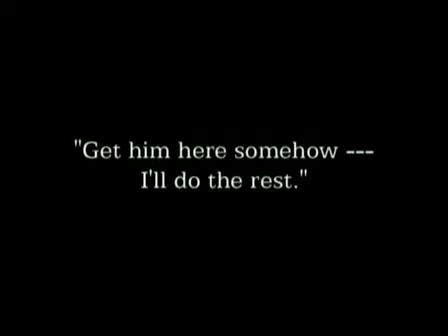 "Get him here somehow ---
I'll do the rest."